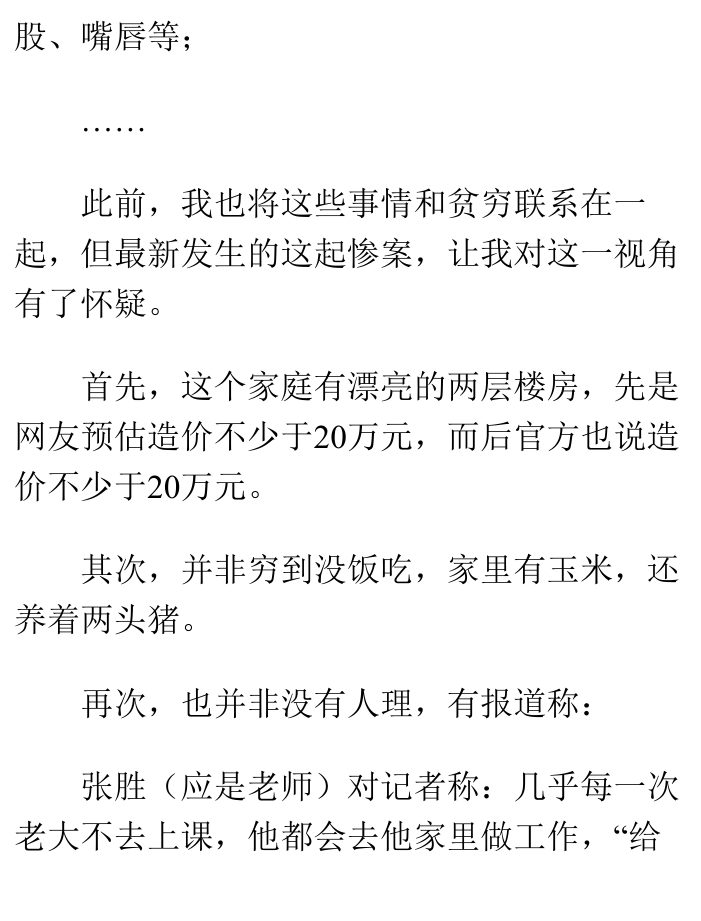 股、嘴唇等；
……
此前，我也将这些事情和贫穷联系在一
起，但最新发生的这起惨案，让我对这一视角
有了怀疑。
首先，这个家庭有漂亮的两层楼房，先是
网友预估造价不少于20万元，而后官方也说造
价不少于20万元。
其次，并非穷到没饭吃，家里有玉米，还
养着两头猪。
再次，也并非没有人理，有报道称：
张胜（应是老师）对记者称：几乎每一次
老大不去上课，他都会去他家里做工作，“给